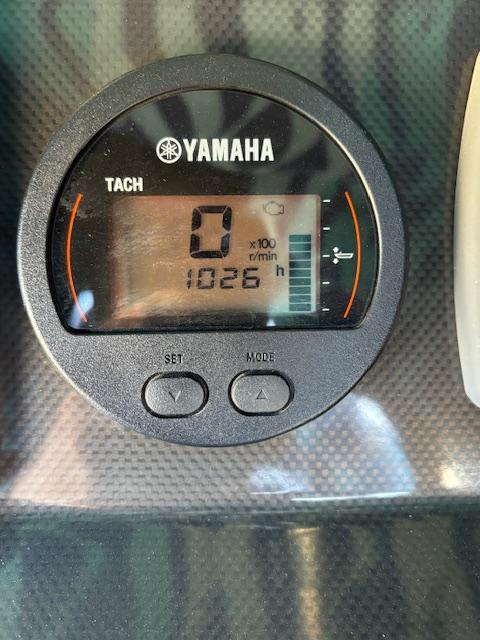 YAMAHA
TACH
0
x100
r/min
1026 h
SET MODE